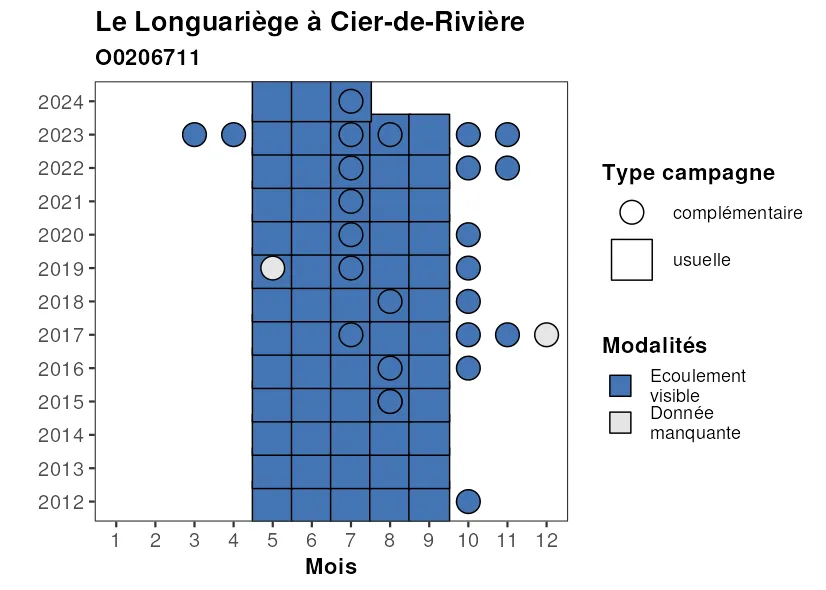 Le Longuariège à Cier-de-Rivière
O0206711
2024
2023
2022
2021
2020
2019
2018
2017
2016
2015
2014
2013
2012
1 2 3 4 5 6 7 8 9 10 11 12
Mois
Type campagne
complémentaire
usuelle
Modalités
Ecoulement
visible
Donnée
manquante